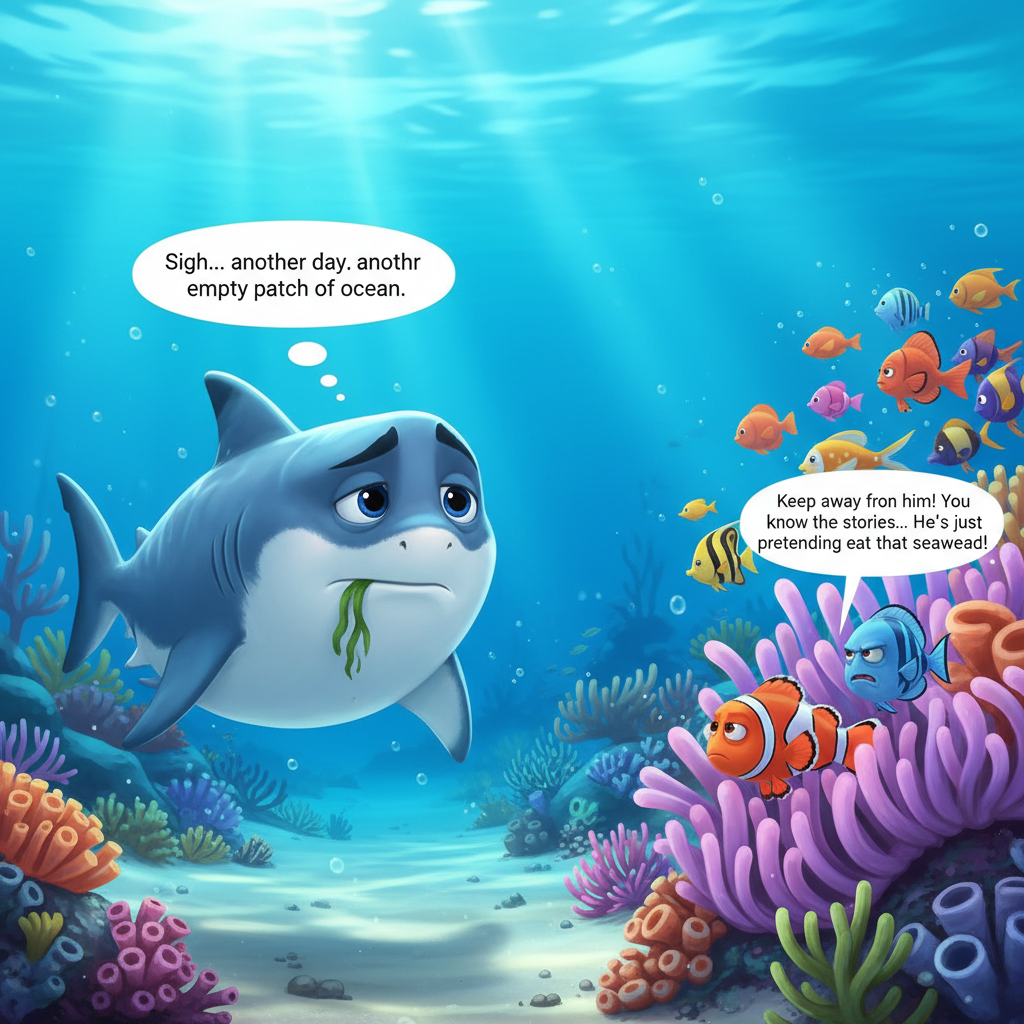 Sigh... another day. anothr
empty patch of ocean.
Keep away fron him! You
know the stories... He's just
pretending eat that seawead!